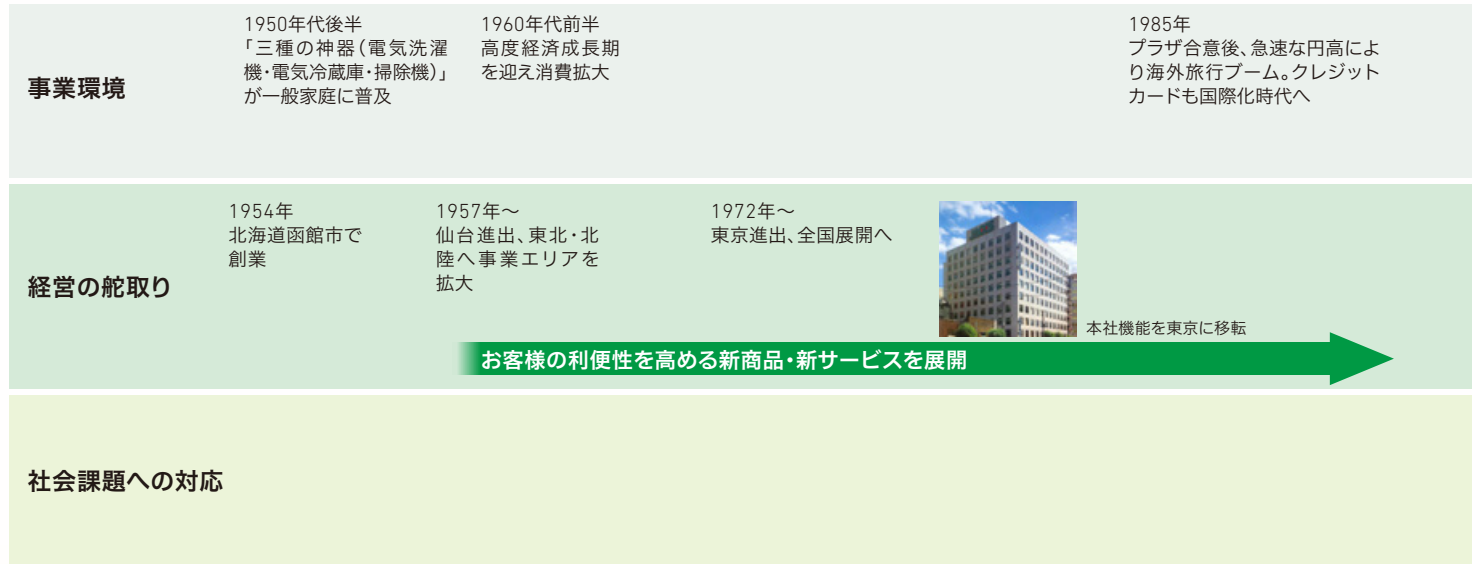 事業環境
1950年代後半
「三種の神器（電気洗濯
機・電気冷蔵庫・掃除機）」
が一般家庭に普及
1960年代前半
高度経済成長期
を迎え消費拡大
1985年
プラザ合意後、急速な円高によ
り海外旅行ブーム。クレジット
カードも国際化時代へ
経営の舵取り
1954年
北海道函館市で
創業
1957年～
仙台進出、東北・北
陸へ事業エリアを
拡大
1972年～
東京進出、全国展開へ
本社機能を東京に移転
お客様の利便性を高める新商品・新サービスを展開
社会課題への対応